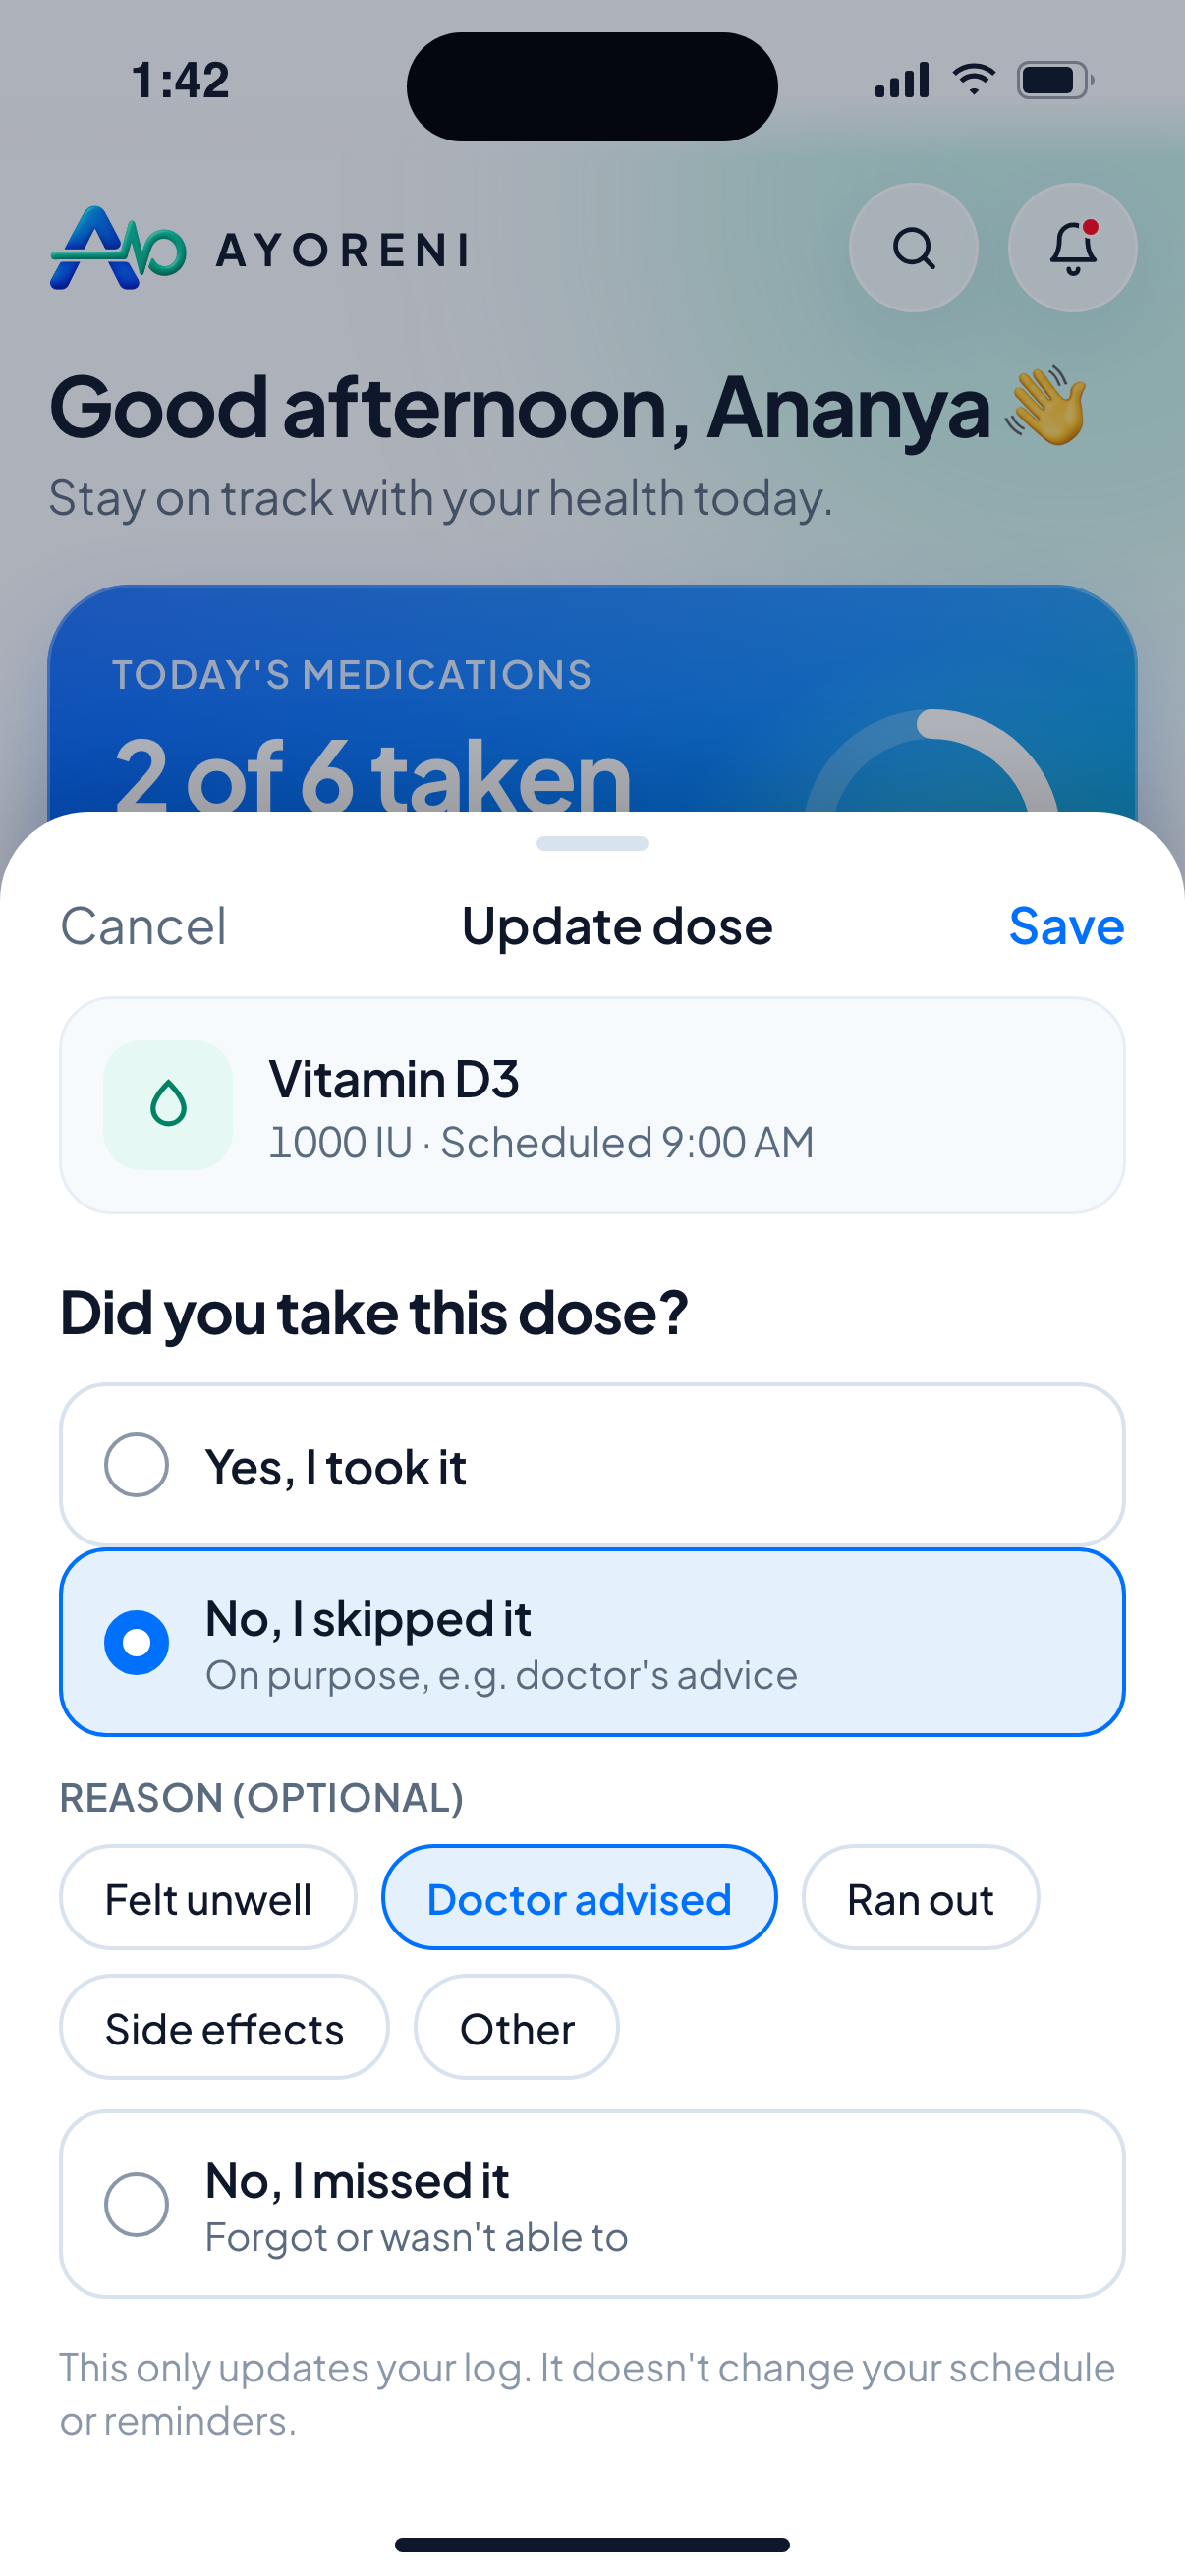 1:42
AYORENI
Good afternoon, Ananya 👋
Stay on track with your health today.
TODAY'S MEDICATIONS
2 of 6 taken
Cancel
Update dose
Save
Vitamin D3
1000 IU · Scheduled 9:00 AM
Did you take this dose?
Yes, I took it
No, I skipped it
On purpose, e.g. doctor's advice
REASON (OPTIONAL)
Felt unwell
Doctor advised
Ran out
Side effects
Other
No, I missed it
Forgot or wasn't able to
This only updates your log. It doesn't change your schedule
or reminders.